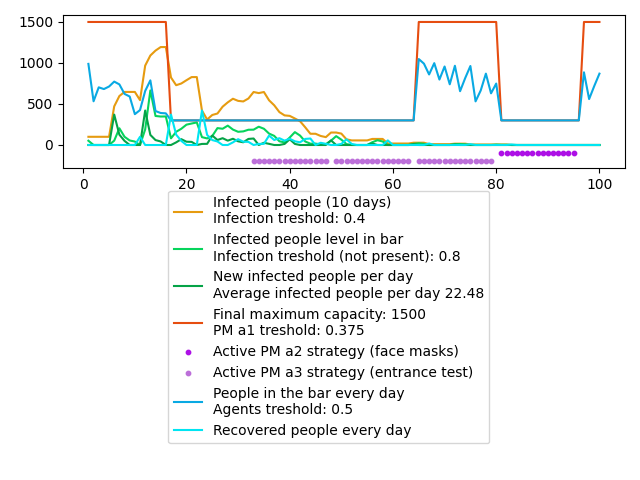 1500
1000
500
0
0 20 40 60 80 100
Infected people (10 days)
Infection treshold: 0.4
Infected people level in bar
Infection treshold (not present): 0.8
New infected people per day
Average infected people per day 22.48
Final maximum capacity: 1500
PM a1 treshold: 0.375
Active PM a2 strategy (face masks)
Active PM a3 strategy (entrance test)
People in the bar every day
Agents treshold: 0.5
Recovered people every day